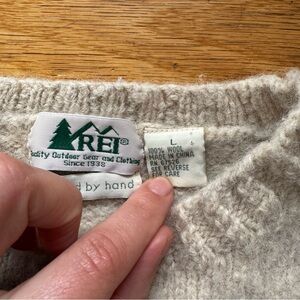 REI®
Quality Outdoor Gear and Clothing
Since 1938
by hand
L
100% WOOL
MADE IN CHINA
SEE REVERSE
FOR CARE